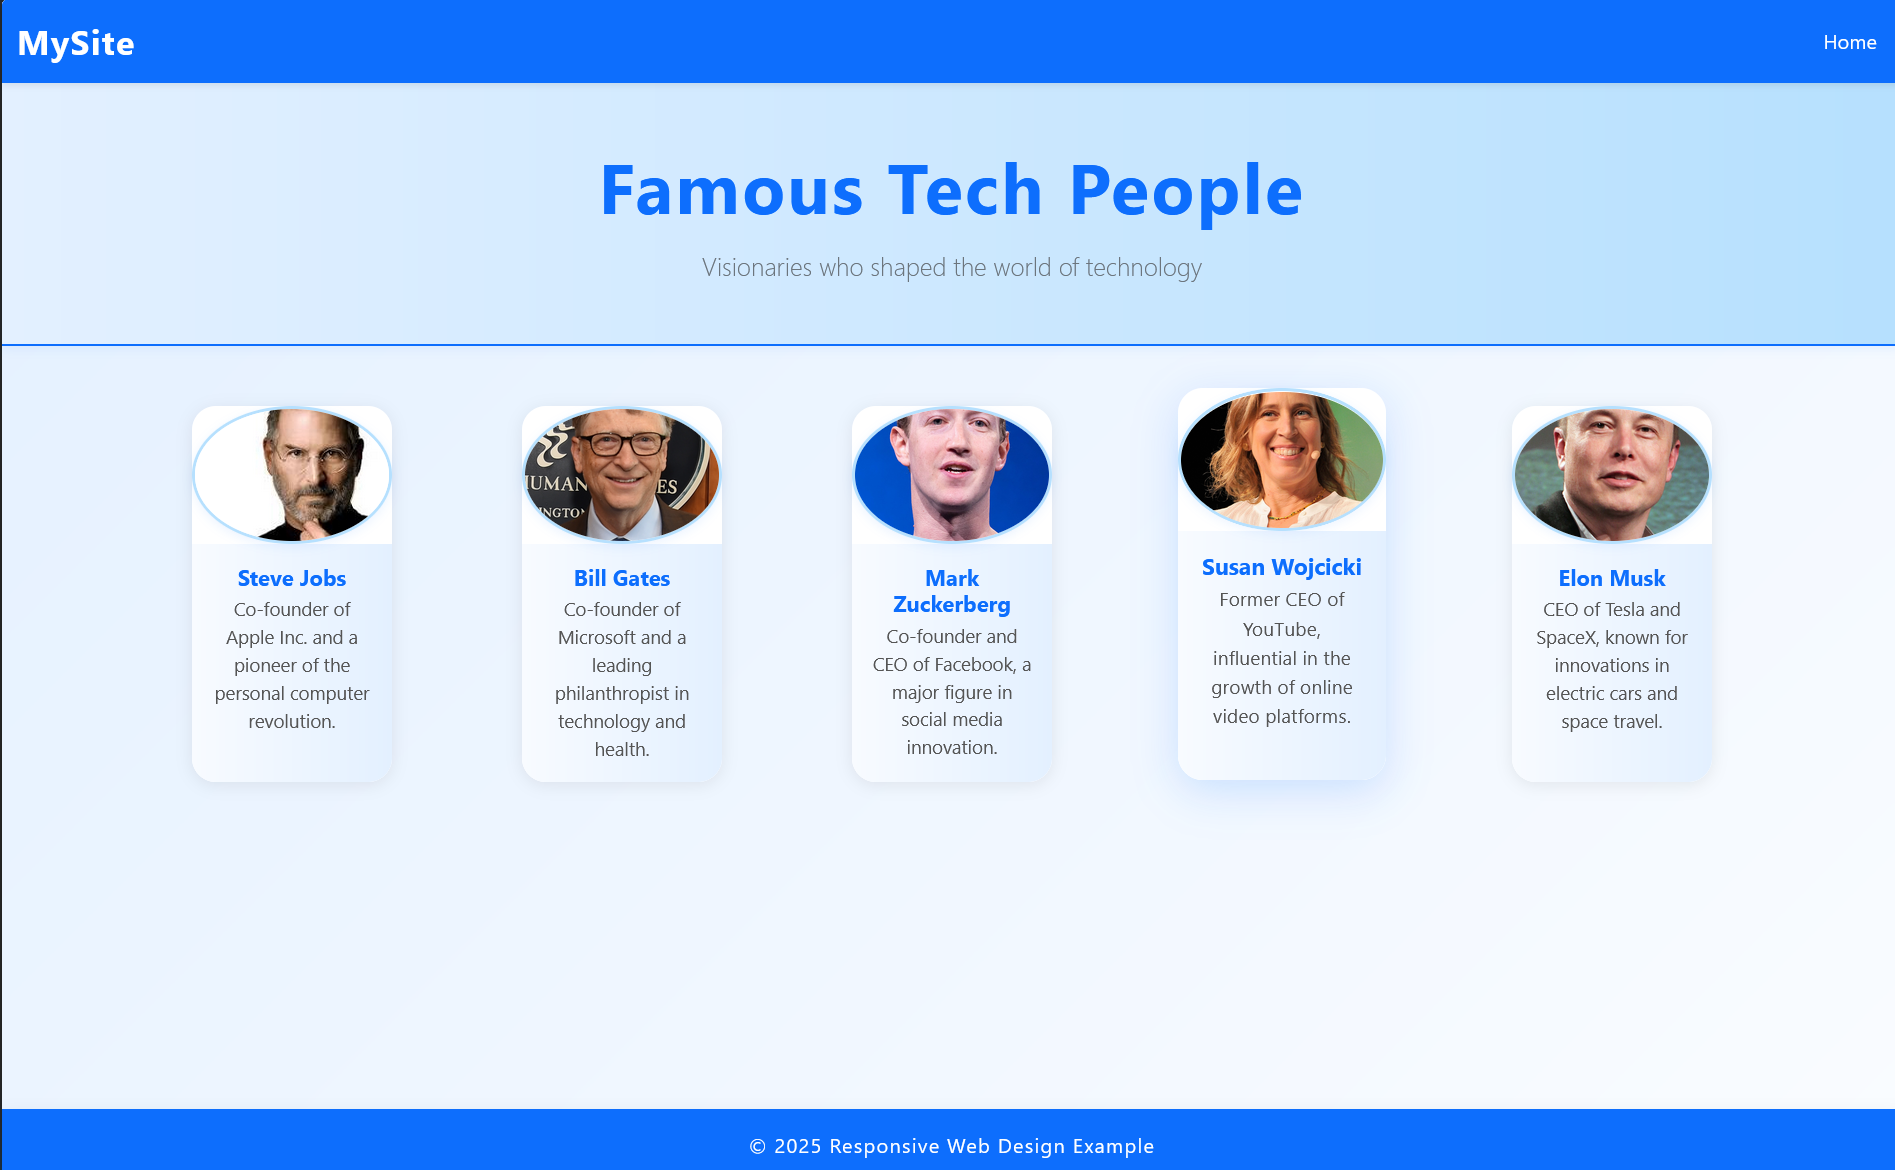 MySite
Home
Famous Tech People
Visionaries who shaped the world of technology
HUMAN
ES
NGTO
Steve Jobs
Co-founder of
Apple Inc. and a
pioneer of the
personal computer
revolution.
Bill Gates
Co-founder of
Microsoft and a
leading
philanthropist in
technology and
health.
Mark
Zuckerberg
Co-founder and
CEO of Facebook, a
major figure in
social media
innovation.
Susan Wojcicki
Former CEO of
YouTube,
influential in the
growth of online
video platforms.
Elon Musk
CEO of Tesla and
SpaceX, known for
innovations in
electric cars and
space travel.
© 2025 Responsive Web Design Example